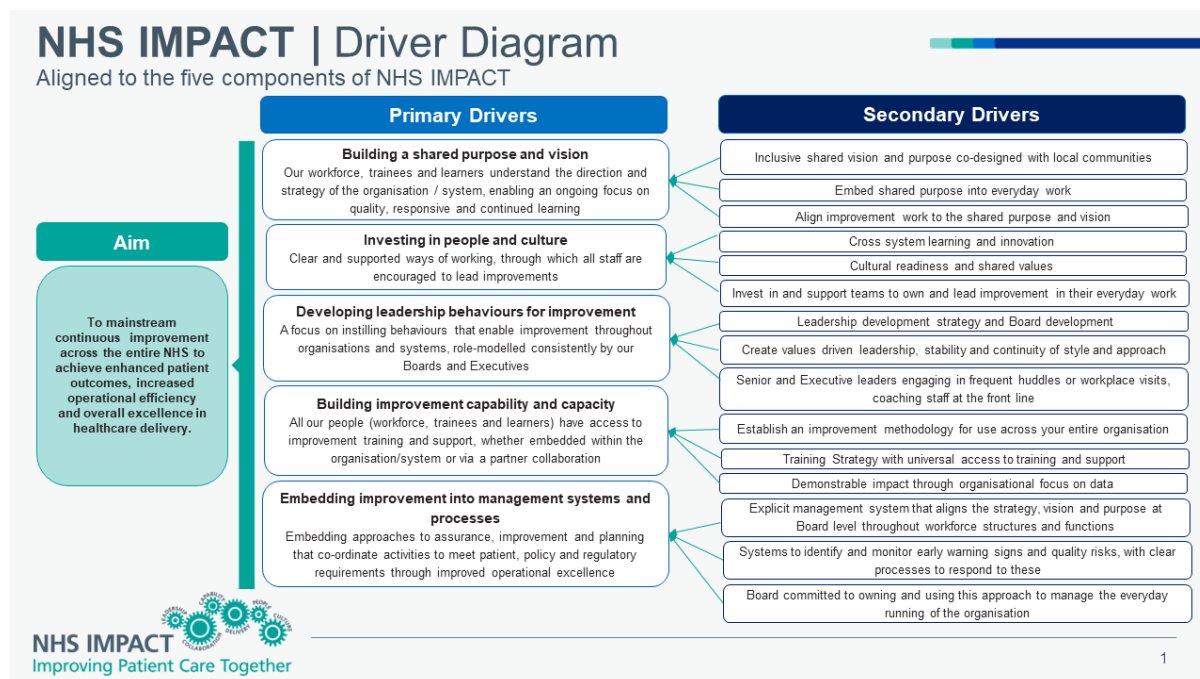 NHS IMPACT | Driver Diagram
Aligned to the five components of NHS IMPACT
Aim
To mainstream
continuous improvement
across the entire NHS to
achieve enhanced patient
outcomes, increased
operational efficiency
and overall excellence in
healthcare delivery.
Primary Drivers
Building a shared purpose and vision
Our workforce, trainees and learners understand the direction and
strategy of the organisation / system, enabling an ongoing focus on
quality, responsive and continued learning
Investing in people and culture
Clear and supported ways of working, through which all staff are
encouraged to lead improvements
Developing leadership behaviours for improvement
A focus on instilling behaviours that enable improvement throughout
organisations and systems, role-modelled consistently by our
Boards and Executives
Building improvement capability and capacity
All our people (workforce, trainees and learners) have access to
improvement training and support, whether embedded within the
organisation/system or via a partner collaboration
Embedding improvement into management systems and
processes
Embedding approaches to assurance, improvement and planning
that co-ordinate activities to meet patient, policy and regulatory
requirements through improved operational excellence
Secondary Drivers
Inclusive shared vision and purpose co-designed with local communities
Embed shared purpose into everyday work
Align improvement work to the shared purpose and vision
Cross system learning and innovation
Cultural readiness and shared values
Invest in and support teams to own and lead improvement in their everyday work
Leadership development strategy and Board development
Create values driven leadership, stability and continuity of style and approach
Senior and Executive leaders engaging in frequent huddles or workplace visits,
coaching staff at the front line
Establish an improvement methodology for use across your entire organisation
Training Strategy with universal access to training and support
Demonstrable impact through organisational focus on data
Explicit management system that aligns the strategy, vision and purpose at
Board level throughout workforce structures and functions
Systems to identify and monitor early warning signs and quality risks, with clear
processes to respond to these
Board committed to owning and using this approach to manage the everyday
running of the organisation
LEADERSHIP
CAPABILITY
PEOPLE
CULTURE
COLLABORATION
DELIVERY
NHS IMPACT
Improving Patient Care Together
1